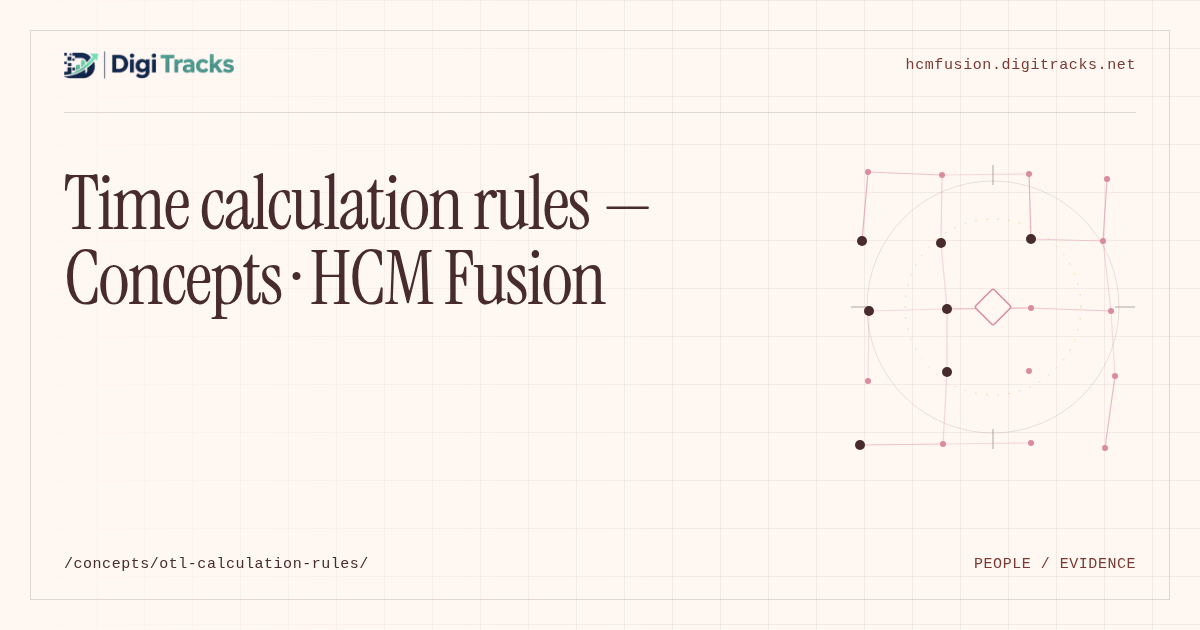 Digi Tracks
hcmfusion.digitracks.net
Time calculation rules —
Concepts · HCM Fusion
/concepts/otl-calculation-rules/
PEOPLE / EVIDENCE